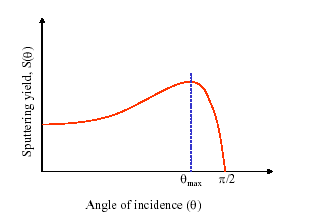 Sputtering yield, S(θ)
θmax π/2
Angle of incidence (θ)